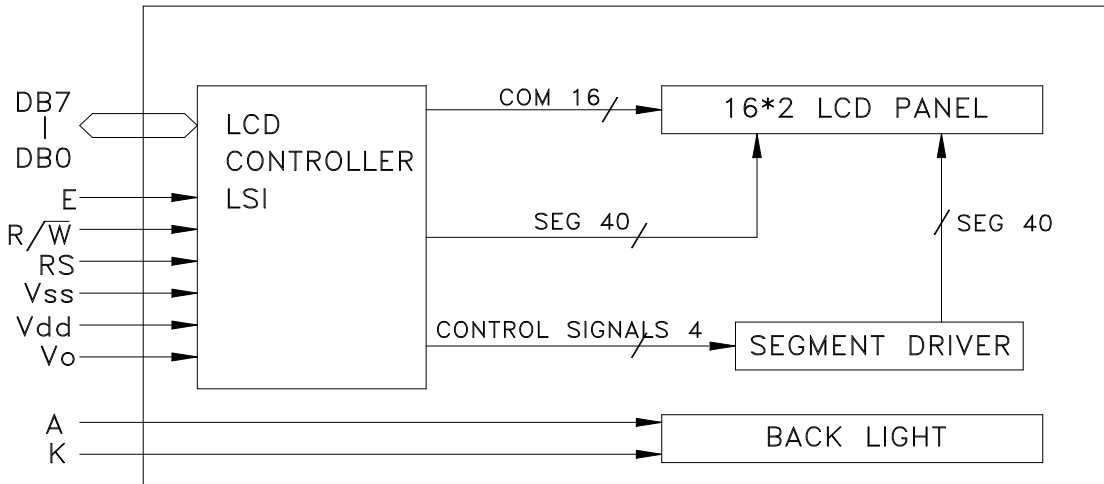 DB7
|
DB0
E
R/W̅
RS
Vss
Vdd
Vo
A
K
LCD
CONTROLLER
LSI
COM 16
16*2 LCD PANEL
SEG 40
SEG 40
CONTROL SIGNALS 4
SEGMENT DRIVER
BACK LIGHT